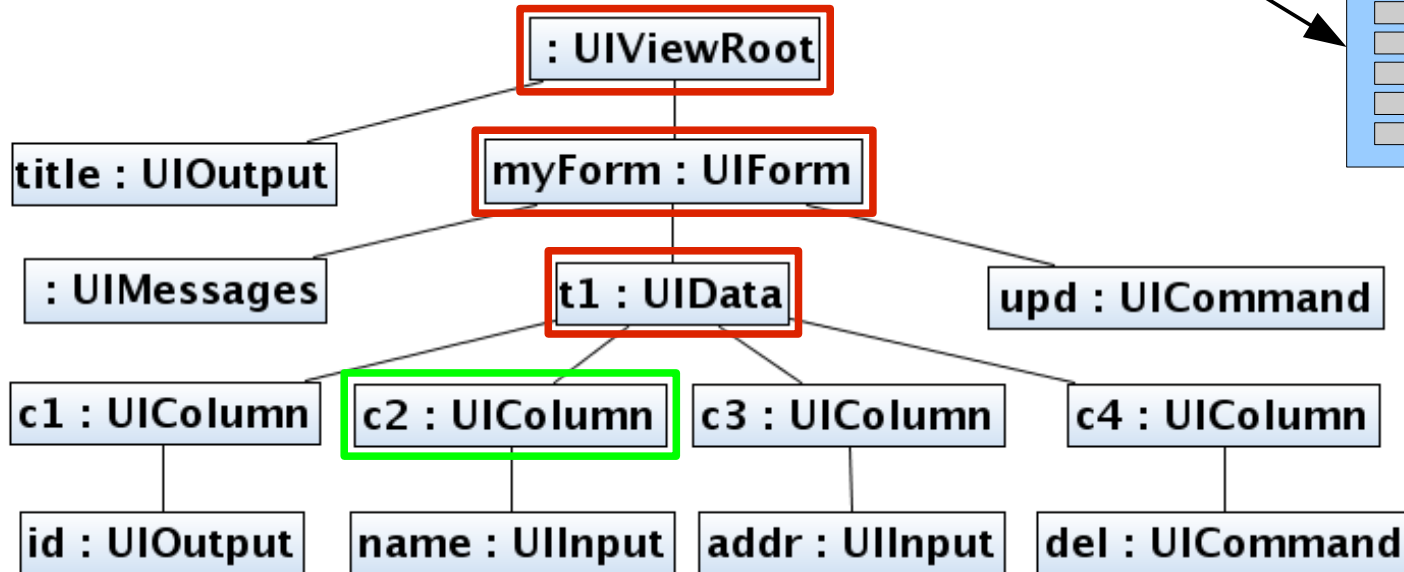 : UIViewRoot
title : UIOutput
myForm : UIForm
: UIMessages
t1 : UIData
upd : UICommand
c1 : UIColumn
c2 : UIColumn
c3 : UIColumn
c4 : UIColumn
id : UIOutput
name : UIInput
addr : UIInput
del : UICommand